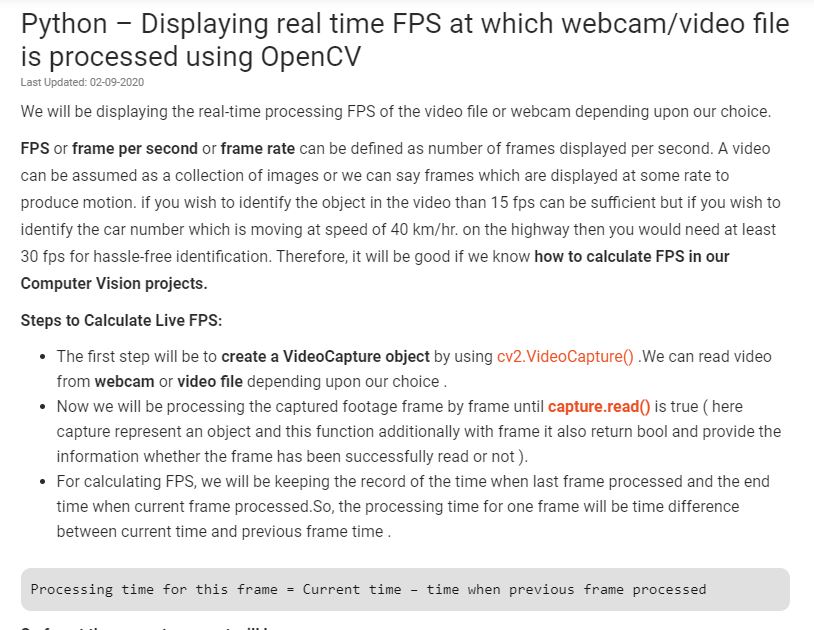 Python – Displaying real time FPS at which webcam/video file
is processed using OpenCV
Last Updated: 02-09-2020
We will be displaying the real-time processing FPS of the video file or webcam depending upon our choice.
FPS or frame per second or frame rate can be defined as number of frames displayed per second. A video
can be assumed as a collection of images or we can say frames which are displayed at some rate to
produce motion. if you wish to identify the object in the video than 15 fps can be sufficient but if you wish to
identify the car number which is moving at speed of 40 km/hr. on the highway then you would need at least
30 fps for hassle-free identification. Therefore, it will be good if we know how to calculate FPS in our
Computer Vision projects.
Steps to Calculate Live FPS:
• The first step will be to create a VideoCapture object by using cv2.VideoCapture() .We can read video
from webcam or video file depending upon our choice .
• Now we will be processing the captured footage frame by frame until capture.read() is true ( here
capture represent an object and this function additionally with frame it also return bool and provide the
information whether the frame has been successfully read or not ).
• For calculating FPS, we will be keeping the record of the time when last frame processed and the end
time when current frame processed.So, the processing time for one frame will be time difference
between current time and previous frame time .
Processing time for this frame = Current time – time when previous frame processed